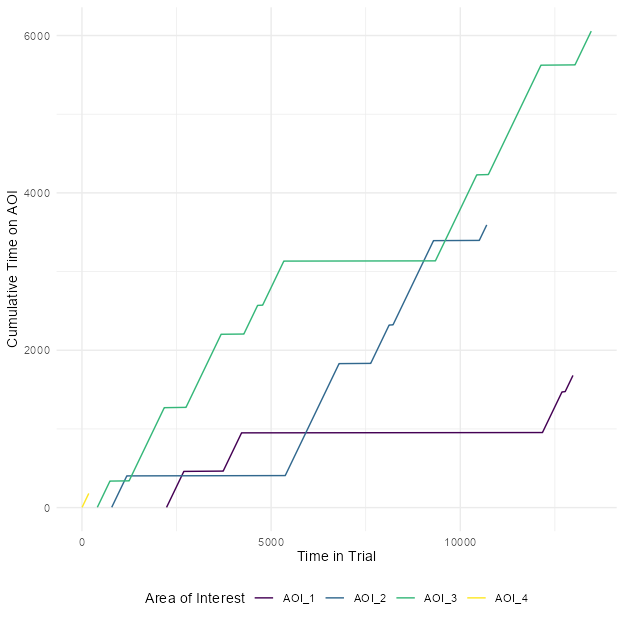 6000
4000
2000
0
Cumulative Time on AOI
0 5000 10000
Time in Trial
Area of Interest AOI_1 AOI_2 AOI_3 AOI_4